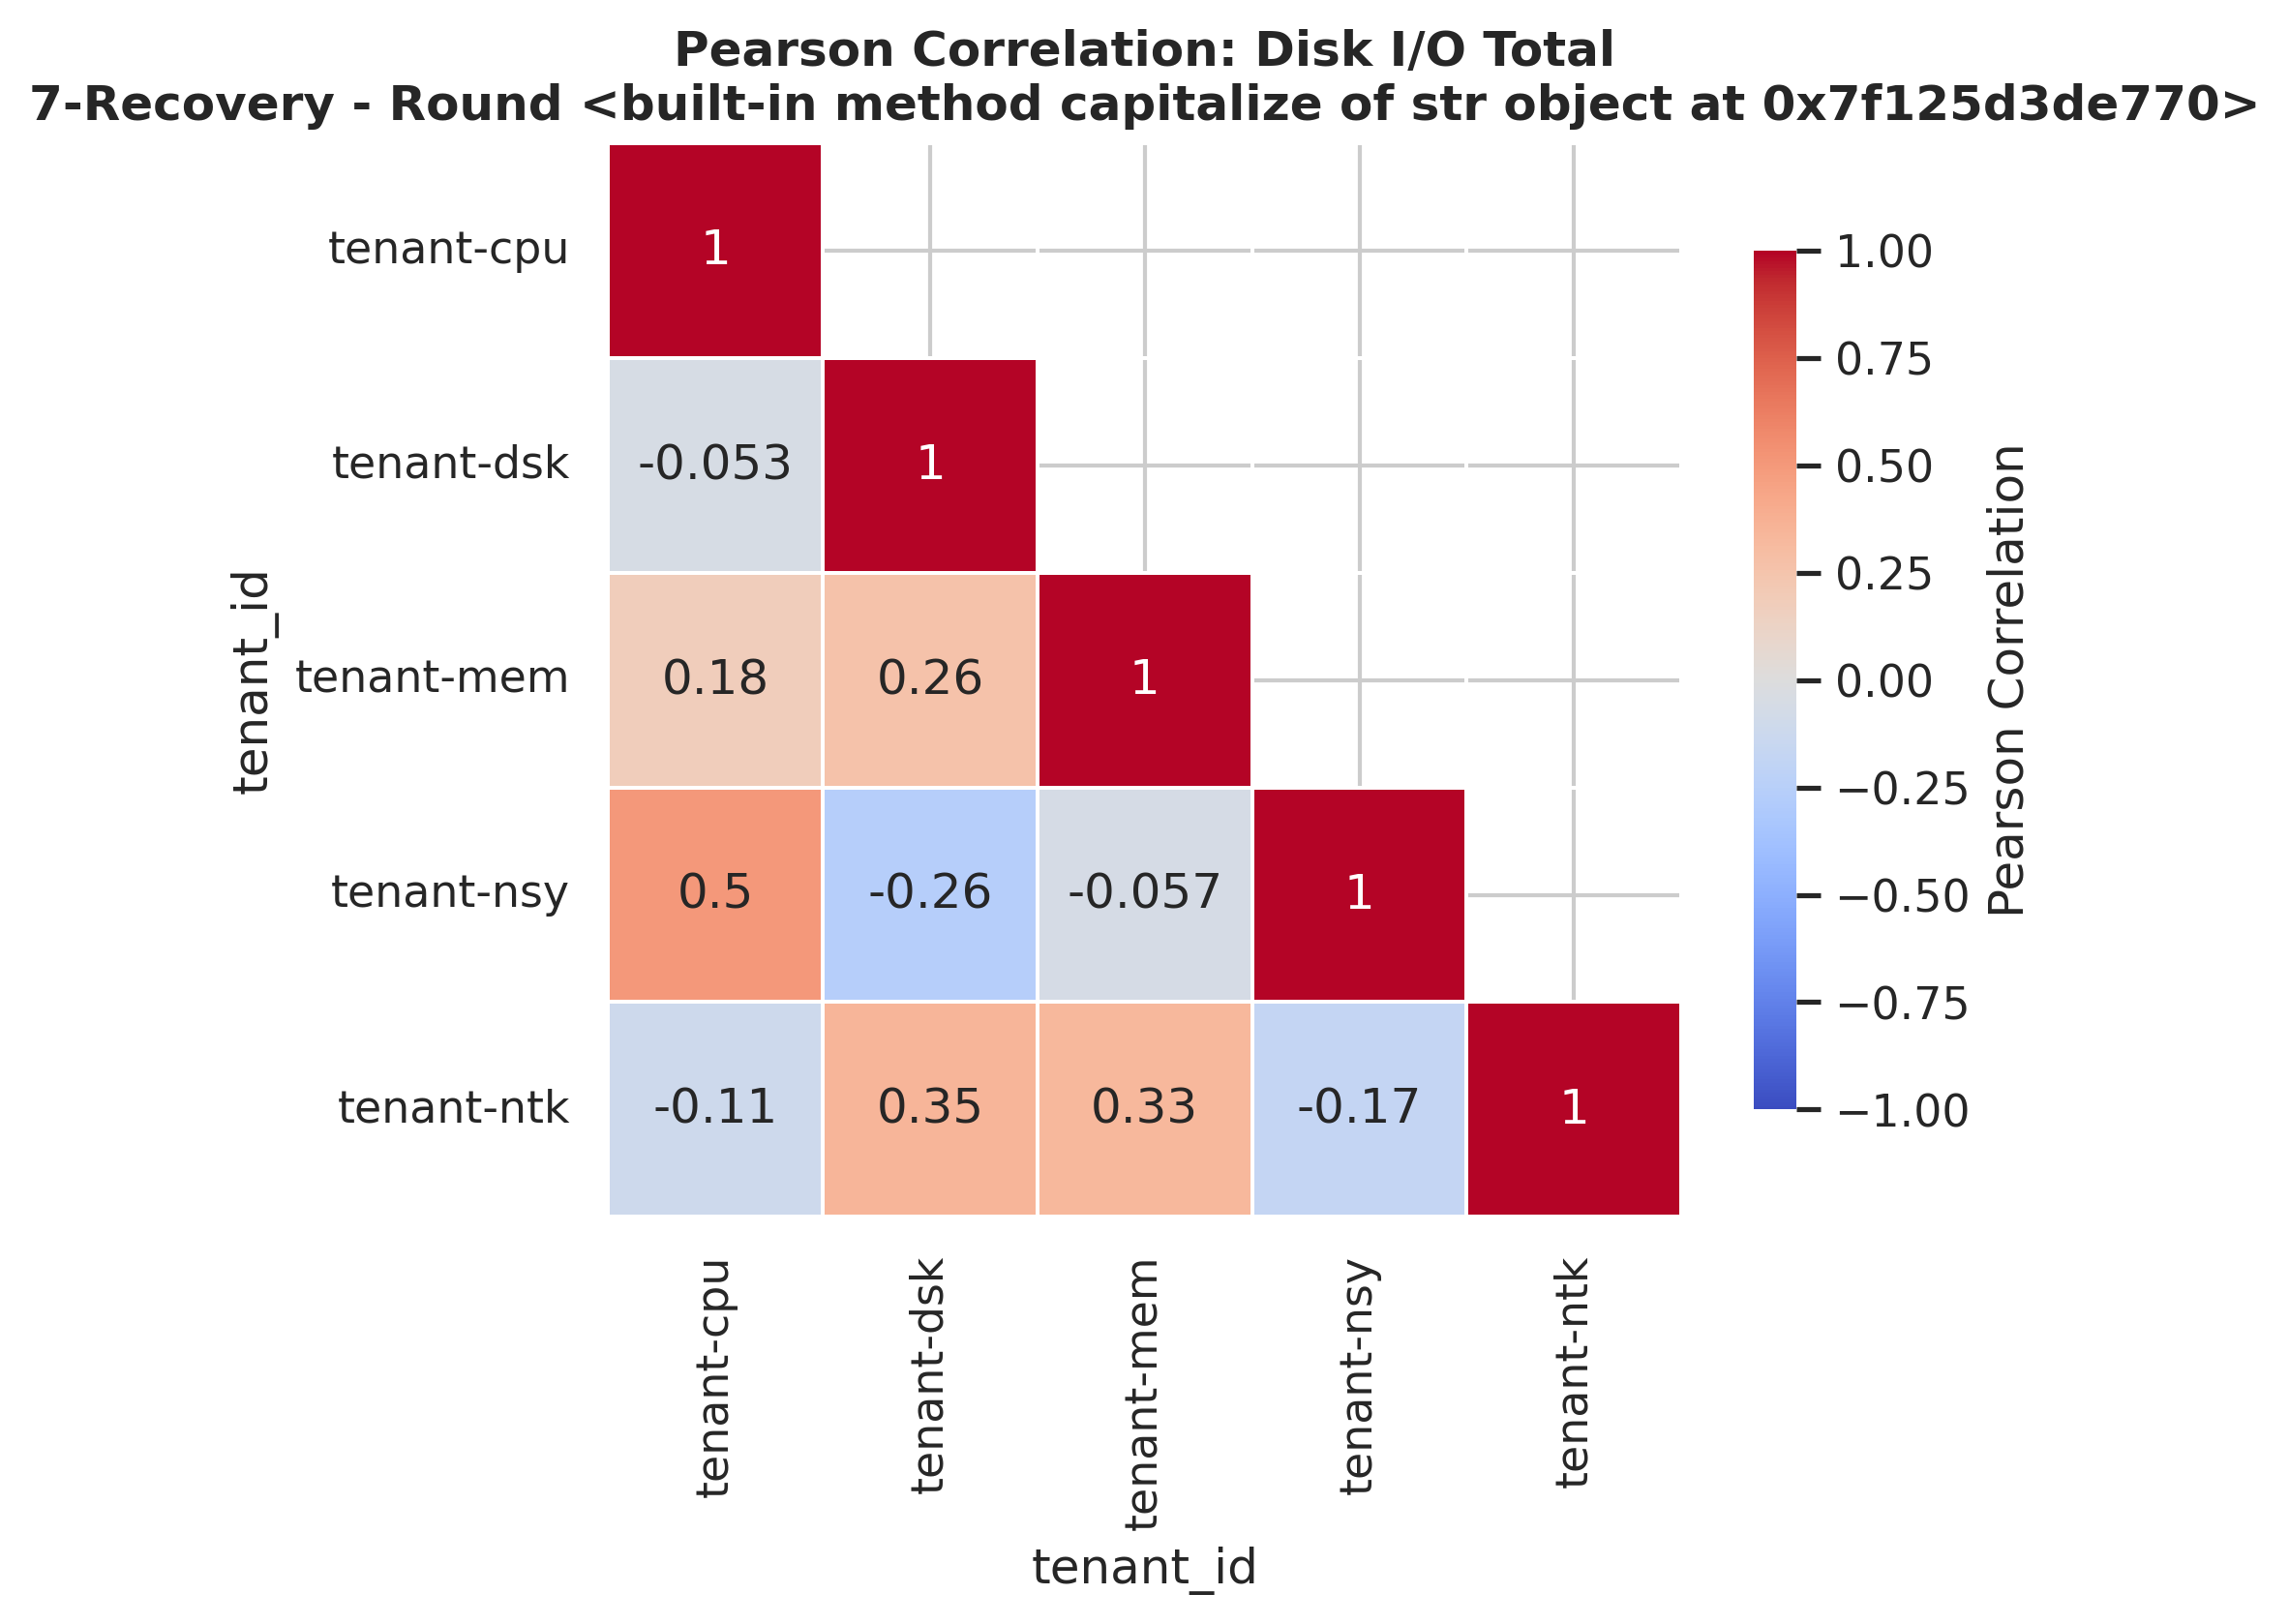 Pearson Correlation: Disk I/O Total
7-Recovery - Round <built-in method capitalize of str object at 0x7f125d3de770>
tenant_id
tenant-cpu
1
tenant-dsk
-0.053 1
tenant-mem
0.18 0.26 1
tenant-nsy
0.5 -0.26 -0.057 1
tenant-ntk
-0.11 0.35 0.33 -0.17 1
tenant-cpu
tenant-dsk
tenant-mem
tenant-nsy
tenant-ntk
tenant_id
1.00
0.75
0.50
0.25
0.00
−0.25
−0.50
−0.75
−1.00
Pearson Correlation